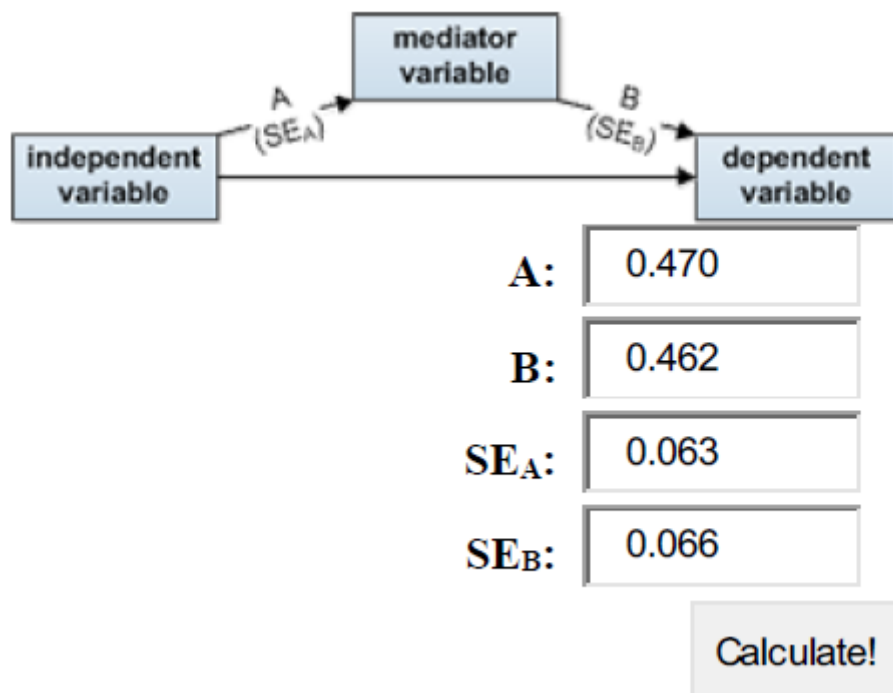 mediator
variable
A
(SEA)
B
(SEB)
independent
variable
dependent
variable
A: 0.470
B: 0.462
SEA: 0.063
SEB: 0.066
Calculate!